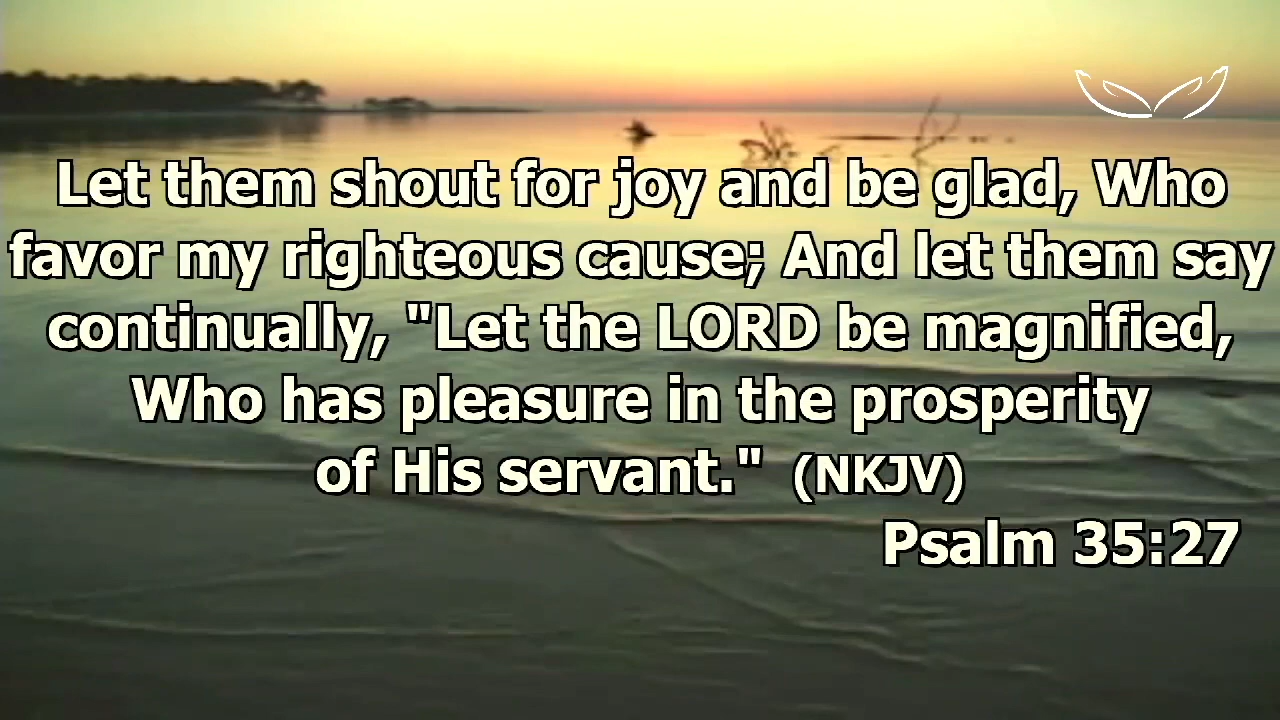 Let them shout for joy and be glad, Who
favor my righteous cause; And let them say
continually, "Let the LORD be magnified,
Who has pleasure in the prosperity
of His servant." (NKJV)
Psalm 35:27